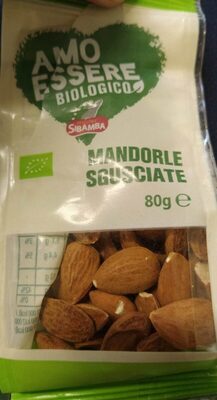 AMO
ESSERE
BIOLOGICO
SIBAMBA
MANDORLE
SGUSCIATE
80g e